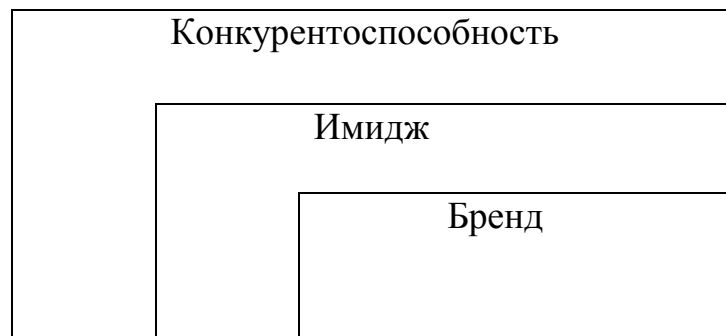 Конкурентоспособность
Имидж
Бренд